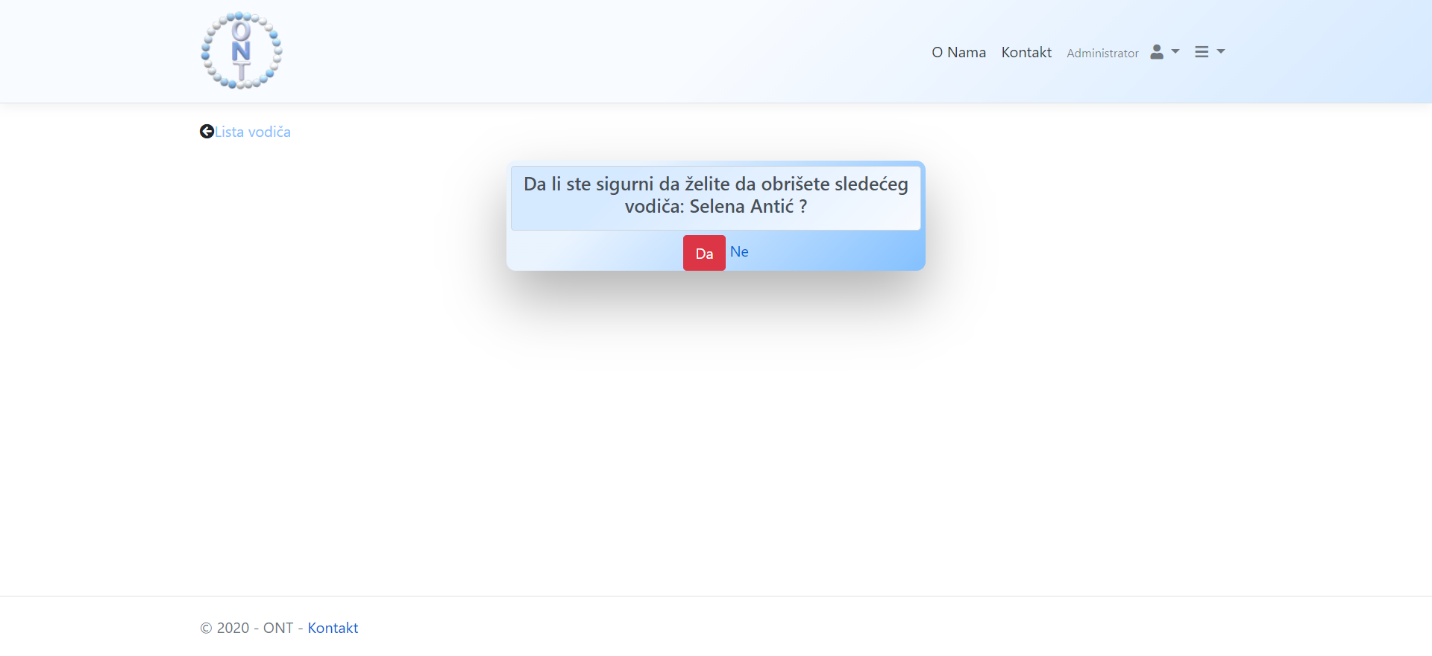 ONT
O Nama Kontakt Administrator
Lista vodiča
Da li ste sigurni da želite da obrišete sledećeg
vodiča: Selena Antić ?
Da Ne
© 2020 - ONT - Kontakt